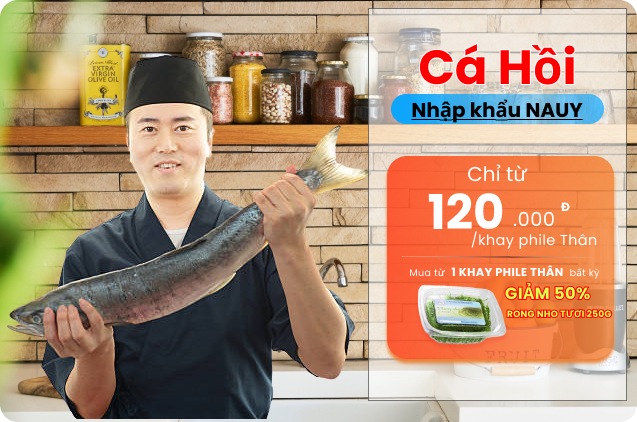 Cá Hồi
Nhập khẩu NAUY
Chỉ từ
120.000 Đ
/khay phile Thân
Mua từ 1 KHAY PHILE THÂN bất kỳ
GIẢM 50%
RONG NHO TƯƠI 250G
EXTRA
VIRGIN
OLIVE OIL